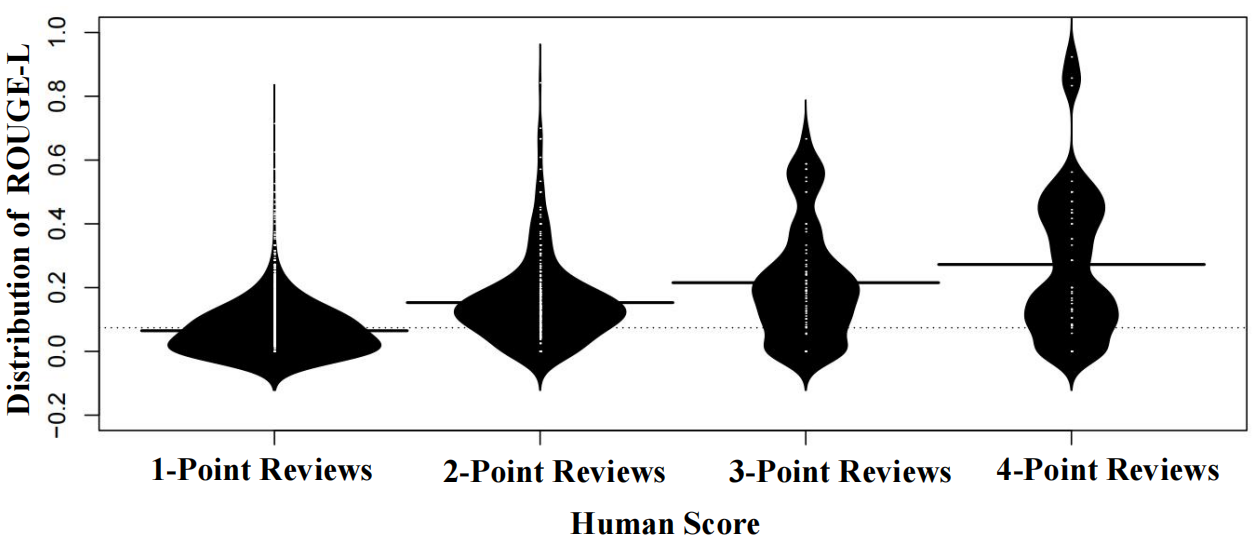 Distribution of ROUGE-L
1.0
0.8
0.6
0.4
0.2
0.0
−0.2
1-Point Reviews 2-Point Reviews 3-Point Reviews 4-Point Reviews
Human Score